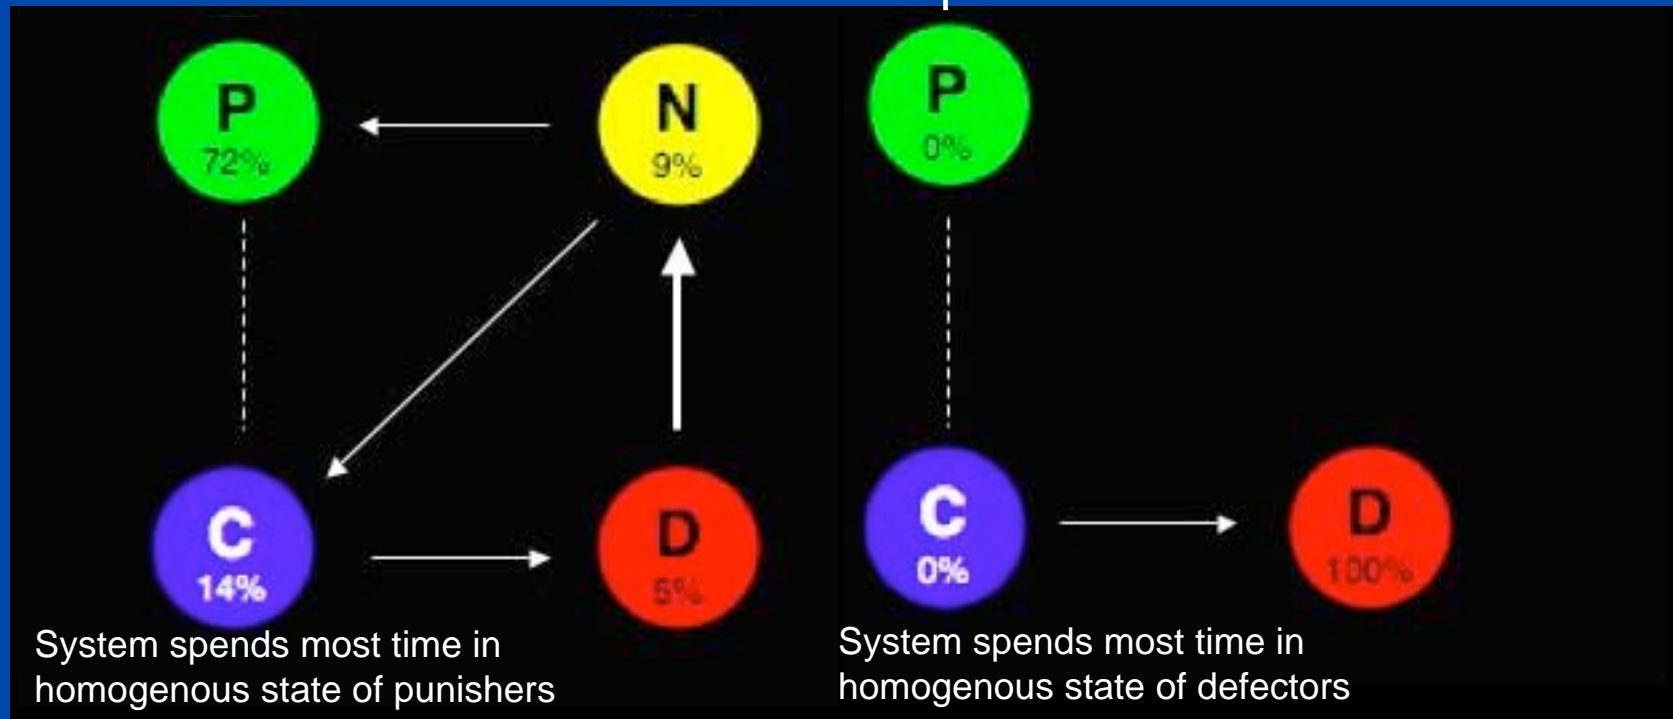 P
72%
N
9%
C
14%
D
5%
System spends most time in
homogenous state of punishers
P
0%
C
0%
D
100%
System spends most time in
homogenous state of defectors